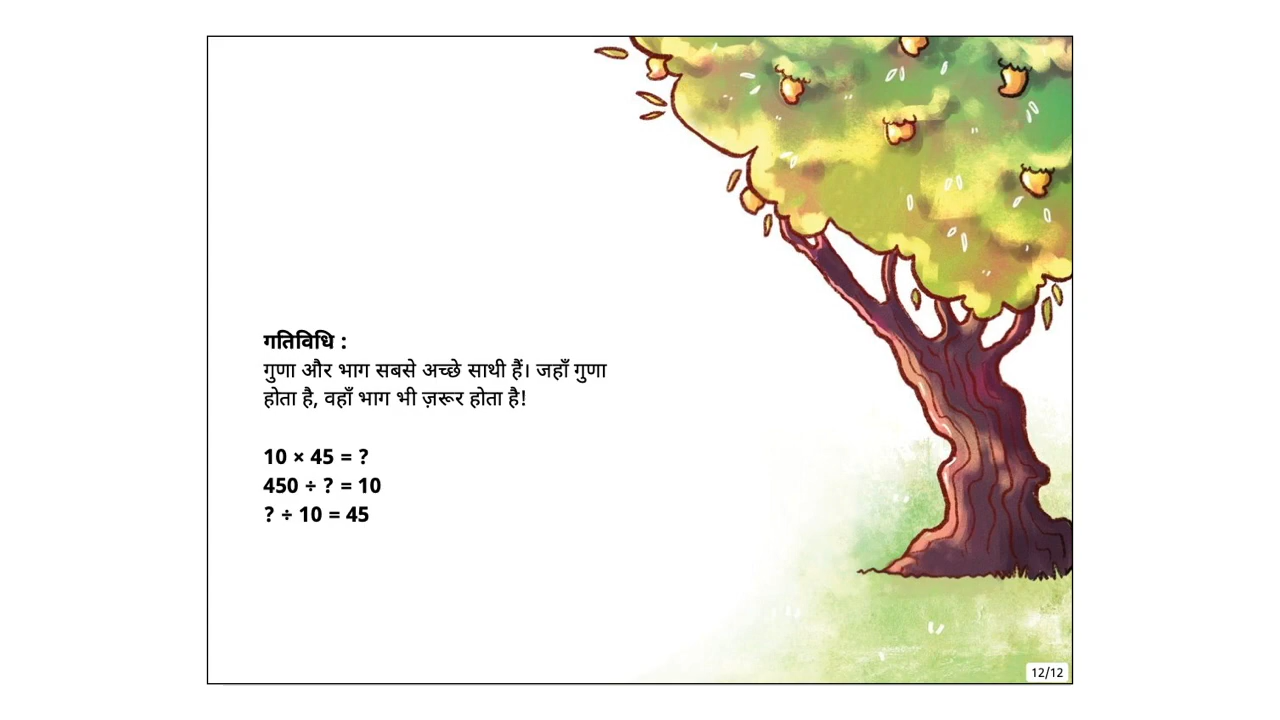 गतिविधि :
गुणा और भाग सबसे अच्छे साथी हैं। जहाँ गुणा
होता है, वहाँ भाग भी ज़रूर होता है!
10 × 45 = ?
450 ÷ ? = 10
? ÷ 10 = 45
12/12